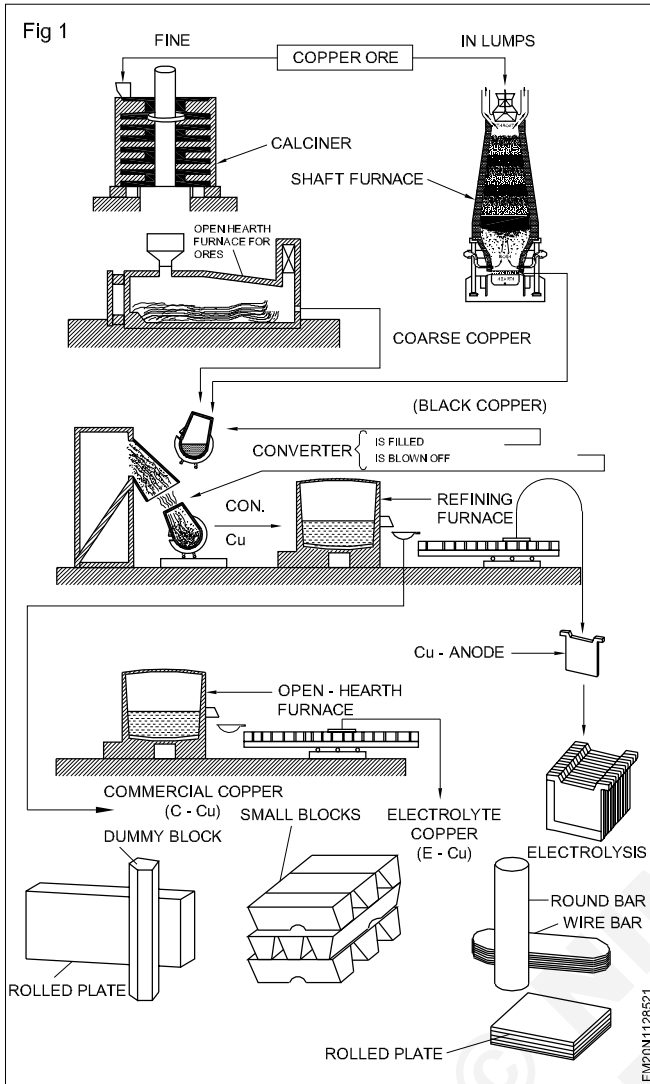 Fig 1
FINE
IN LUMPS
COPPER ORE
CALCINER
SHAFT FURNACE
OPEN HEARTH
FURNACE FOR
ORES
COARSE COPPER
(BLACK COPPER)
CONVERTER
IS FILLED
IS BLOWN OFF
CON.
Cu
REFINING
FURNACE
Cu - ANODE
OPEN - HEARTH
FURNACE
COMMERCIAL COPPER
(C - Cu)
SMALL BLOCKS
ELECTROLYTE
COPPER
(E - Cu)
ELECTROLYSIS
DUMMY BLOCK
ROUND BAR
WIRE BAR
ROLLED PLATE
ROLLED PLATE
FM20N1128521